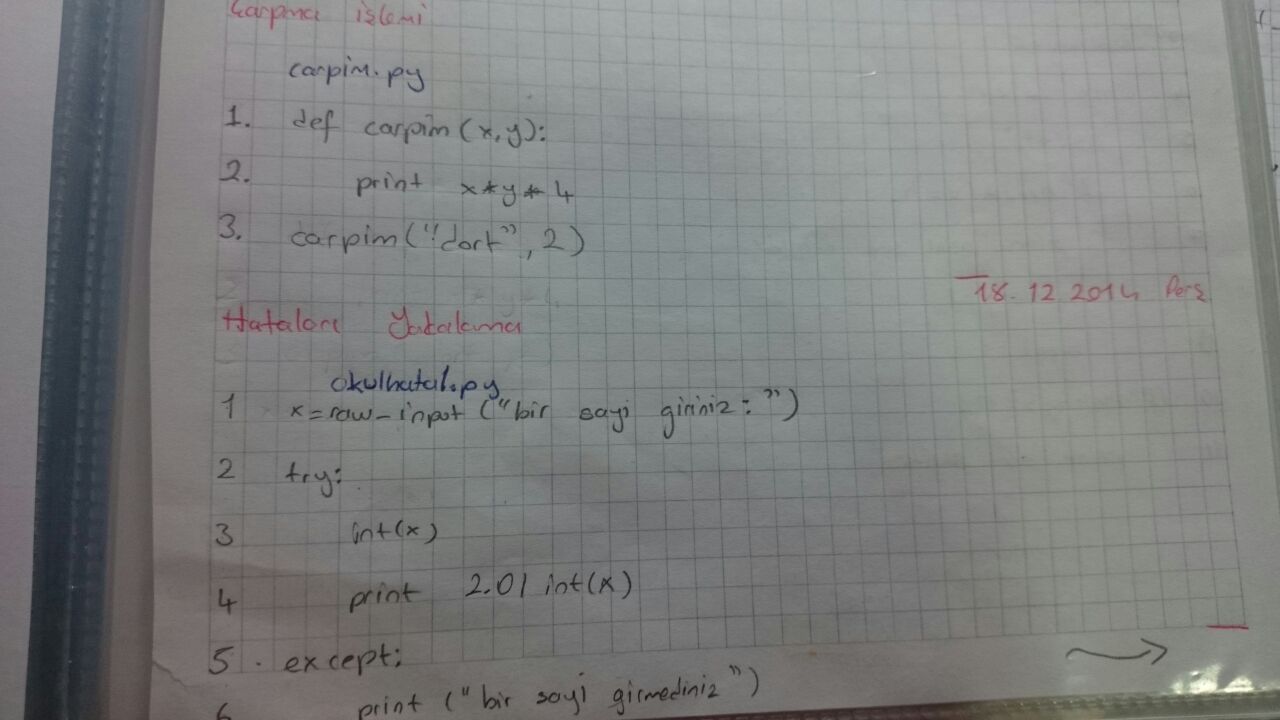 Çarpma işlemi
carpim.py
1. def carpim(x,y):
2. print x*y*4
3. carpim("dort", 2)
18.12 2014 Perş
Hataları Yakalama
okulhata1.py
1 x=raw-input ("bir sayi giriniz: ")
2 try:
3 int(x)
4 print 2.0/int(x)
5. except:
6 print ("bir sayi girmediniz")